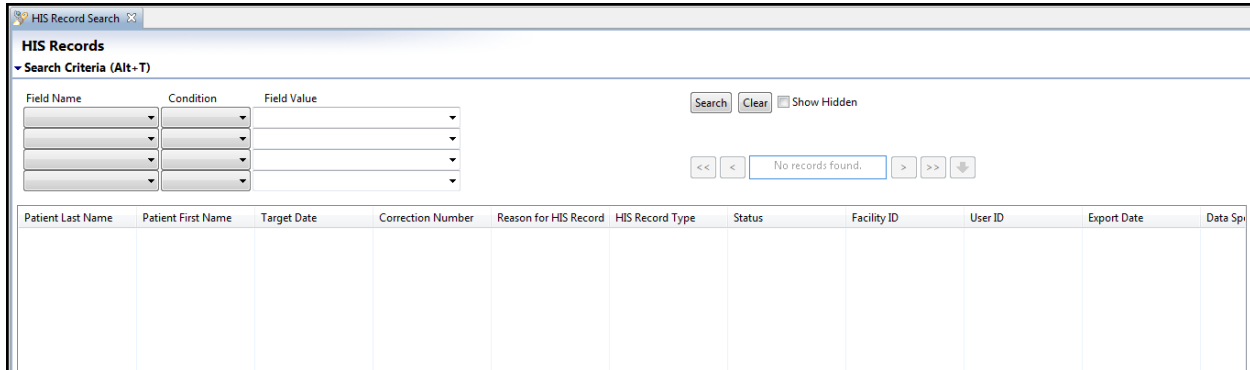 HIS Record Search
HIS Records
Search Criteria (Alt+T)
Field Name Condition Field Value
Search Clear Show Hidden
<< < No records found. > >>
Patient Last Name Patient First Name Target Date Correction Number Reason for HIS Record HIS Record Type Status Facility ID User ID Export Date Data